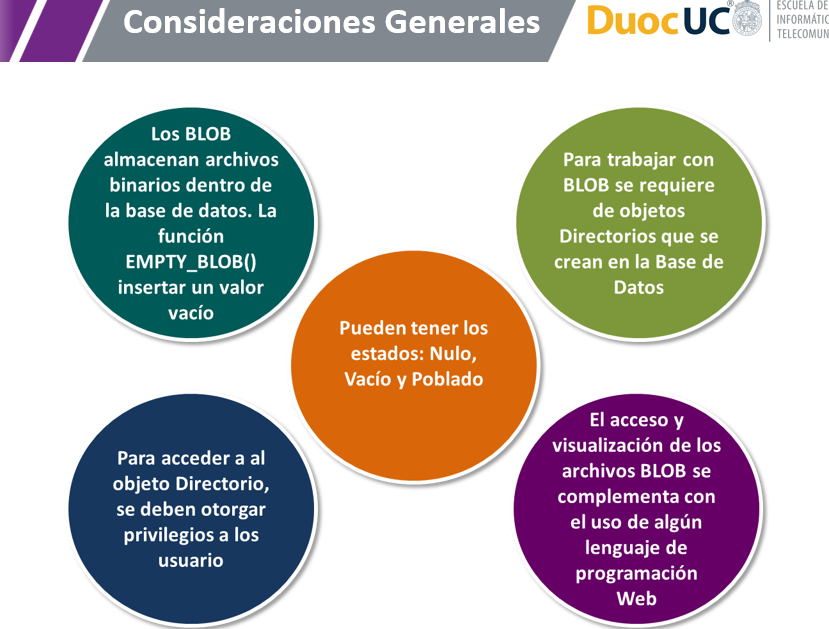 Consideraciones Generales
DuocUC
®
ESCUELA DE
INFORMÁTIC
TELECOMUN
Los BLOB
almacenan archivos
binarios dentro de
la base de datos. La
función
EMPTY_BLOB()
insertar un valor
vacío
Para trabajar con
BLOB se requiere
de objetos
Directorios que se
crean en la Base de
Datos
Pueden tener los
estados: Nulo,
Vacío y Poblado
Para acceder a al
objeto Directorio,
se deben otorgar
privilegios a los
usuario
El acceso y
visualización de los
archivos BLOB se
complementa con
el uso de algún
lenguaje de
programación
Web